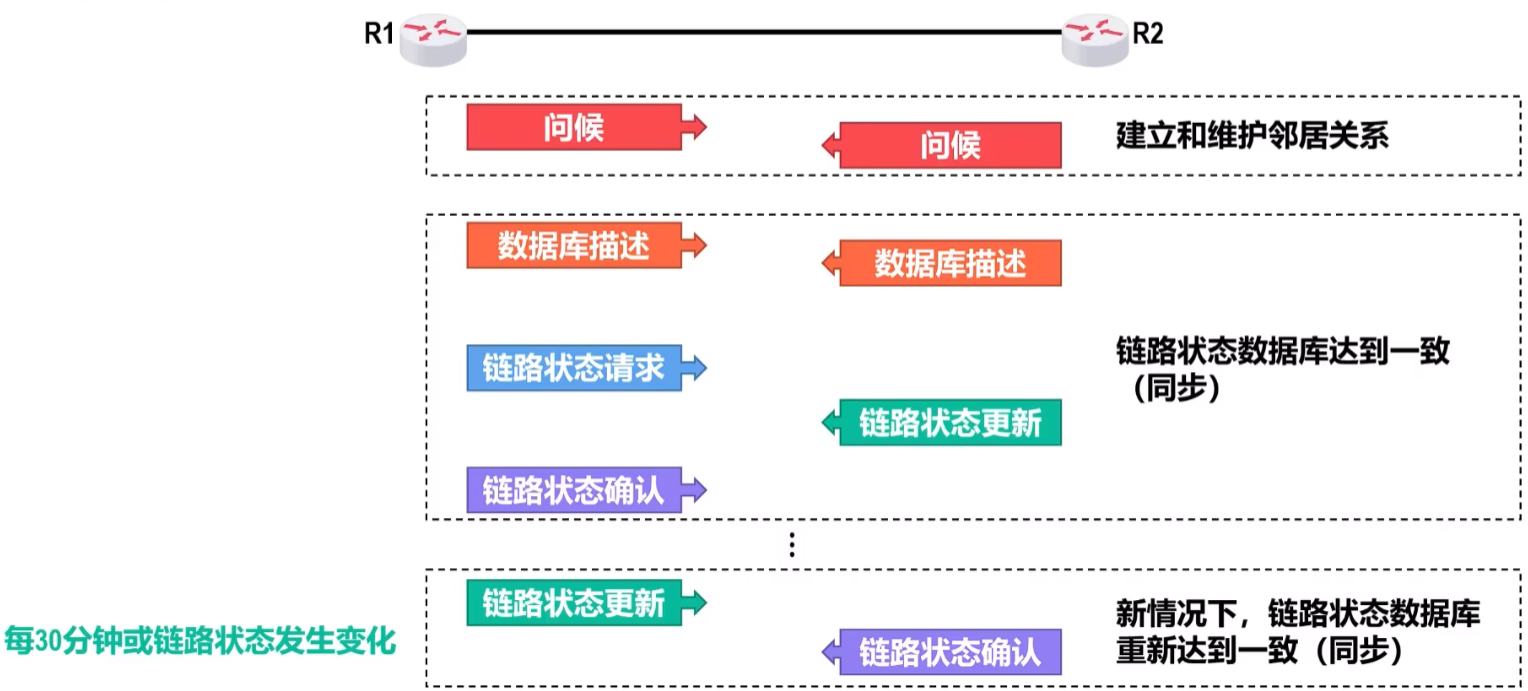 R1
R2
问候
问候
建立和维护邻居关系
数据库描述
数据库描述
链路状态请求
链路状态数据库达到一致
（同步）
链路状态更新
链路状态确认
链路状态更新
每30分钟或链路状态发生变化
新情况下，链路状态数据库
重新达到一致（同步）
链路状态确认